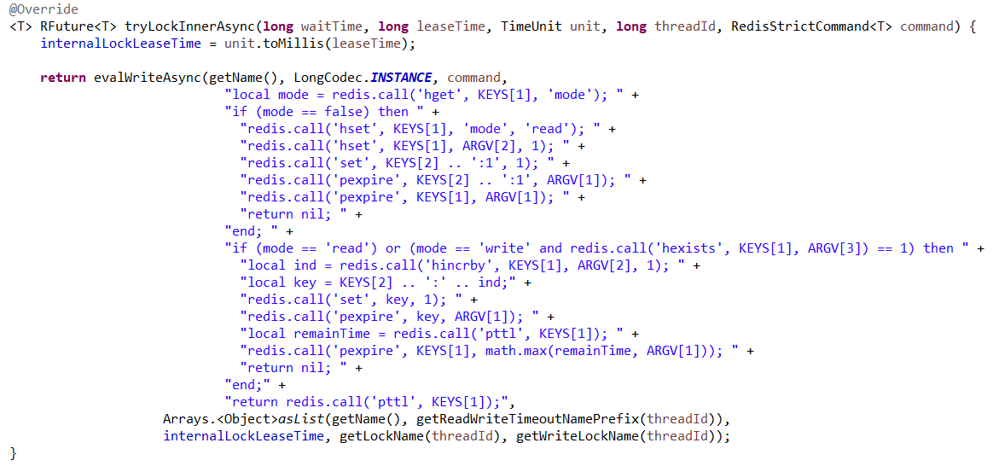 @Override
<T> RFuture<T> tryLockInnerAsync(long waitTime, long leaseTime, TimeUnit unit, long threadId, RedisStrictCommand<T> command) {
    internalLockLeaseTime = unit.toMillis(leaseTime);

    return evalWriteAsync(getName(), LongCodec.INSTANCE, command,
                            "local mode = redis.call('hget', KEYS[1], 'mode'); " +
                            "if (mode == false) then " +
                              "redis.call('hset', KEYS[1], 'mode', 'read'); " +
                              "redis.call('hset', KEYS[1], ARGV[2], 1); " +
                              "redis.call('set', KEYS[2] .. ':1', 1); " +
                              "redis.call('pexpire', KEYS[2] .. ':1', ARGV[1]); " +
                              "redis.call('pexpire', KEYS[1], ARGV[1]); " +
                              "return nil; " +
                            "end; " +
                            "if (mode == 'read') or (mode == 'write' and redis.call('hexists', KEYS[1], ARGV[3]) == 1) then " +
                              "local ind = redis.call('hincrby', KEYS[1], ARGV[2], 1); " +
                              "local key = KEYS[2] .. ':' .. ind;" +
                              "redis.call('set', key, 1); " +
                              "redis.call('pexpire', key, ARGV[1]); " +
                              "local remainTime = redis.call('pttl', KEYS[1]); " +
                              "redis.call('pexpire', KEYS[1], math.max(remainTime, ARGV[1])); " +
                              "return nil; " +
                            "end;" +
                            "return redis.call('pttl', KEYS[1]);",
                    Arrays.<Object>asList(getName(), getReadWriteTimeoutNamePrefix(threadId)),
                    internalLockLeaseTime, getLockName(threadId), getWriteLockName(threadId));
}